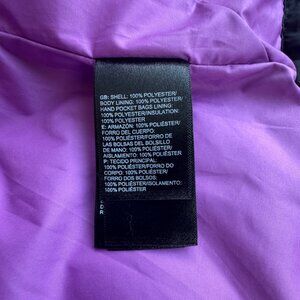 GB: SHELL: 100% POLYESTER/
BODY LINING: 100% POLYESTER/
HAND POCKET BAGS LINING:
100% POLYESTER/INSULATION:
100% POLYESTER
E: ARMAZÓN: 100% POLIÉSTER/
FORRO DEL CUERPO:
100% POLIÉSTER/FORRO DE
LAS BOLSAS DEL BOLSILLO
DE MANO: 100% POLIÉSTER/
AISLAMIENTO: 100% POLIÉSTER
P: TECIDO PRINCIPAL:
100% POLIÉSTER/FORRO DO
CORPO: 100% POLIÉSTER/
FORRO DOS BOLSOS:
100% POLIÉSTER/ISOLAMENTO:
100% POLIÉSTER